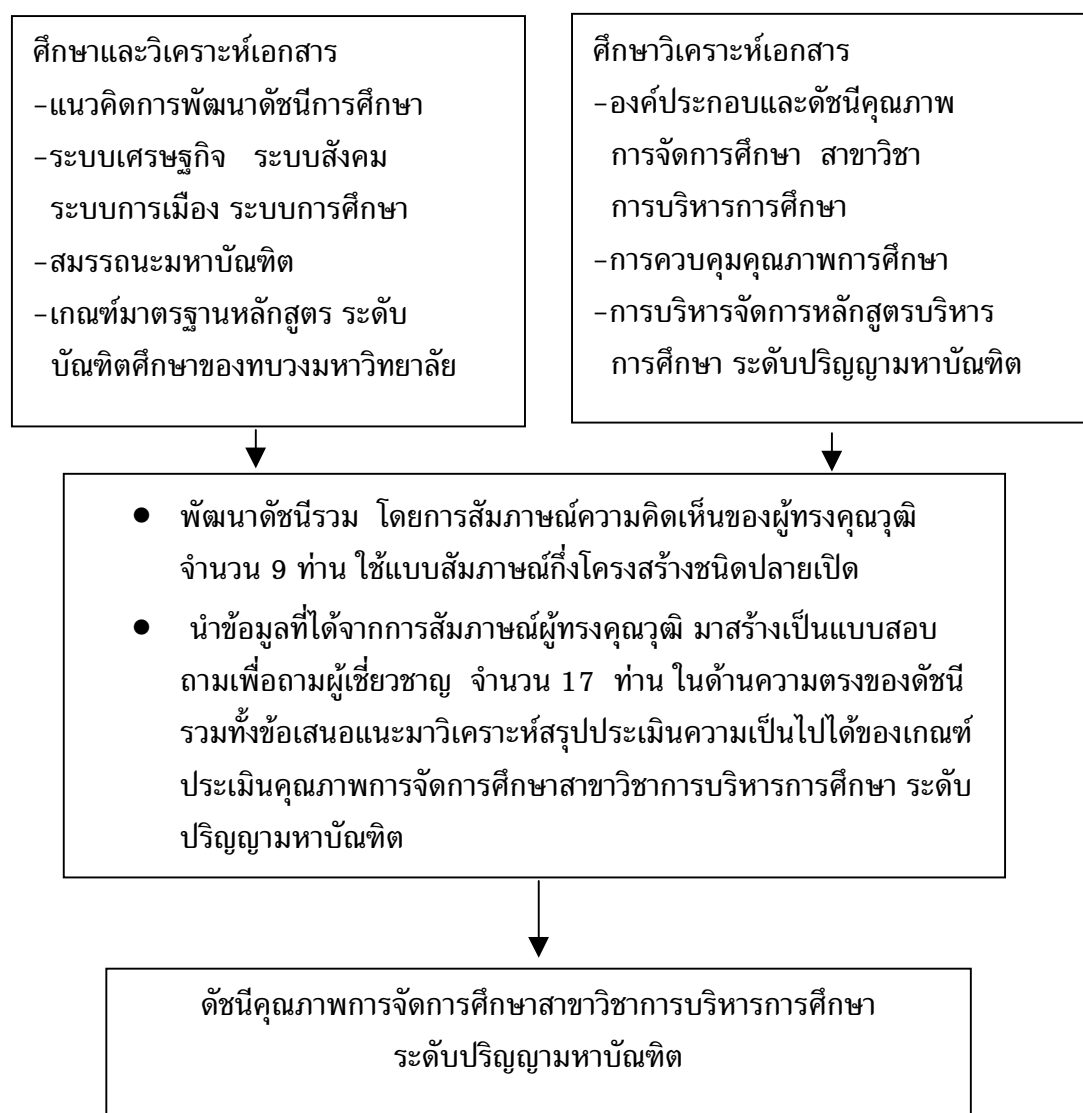 ศึกษาและวิเคราะห์เอกสาร
-แนวคิดการพัฒนาดัชนีการศึกษา
-ระบบเศรษฐกิจ ระบบสังคม
ระบบการเมือง ระบบการศึกษา
-สมรรถนะมหาบัณฑิต
-เกณฑ์มาตรฐานหลักสูตร ระดับ
บัณฑิตศึกษาของทบวงมหาวิทยาลัย
ศึกษาวิเคราะห์เอกสาร
-องค์ประกอบและดัชนีคุณภาพ
การจัดการศึกษา สาขาวิชา
การบริหารการศึกษา
-การควบคุมคุณภาพการศึกษา
-การบริหารจัดการหลักสูตรบริหาร
การศึกษา ระดับปริญญามหาบัณฑิต
● พัฒนาดัชนีรวม โดยการสัมภาษณ์ความคิดเห็นของผู้ทรงคุณวุฒิ
จำนวน 9 ท่าน ใช้แบบสัมภาษณ์กึ่งโครงสร้างชนิดปลายเปิด
● นำข้อมูลที่ได้จากการสัมภาษณ์ผู้ทรงคุณวุฒิ มาสร้างเป็นแบบสอบ
ถามเพื่อถามผู้เชี่ยวชาญ จำนวน 17 ท่าน ในด้านความตรงของดัชนี
รวมทั้งข้อเสนอแนะมาวิเคราะห์สรุปประเมินความเป็นไปได้ของเกณฑ์
ประเมินคุณภาพการจัดการศึกษาสาขาวิชาการบริหารการศึกษา ระดับ
ปริญญามหาบัณฑิต
ดัชนีคุณภาพการจัดการศึกษาสาขาวิชาการบริหารการศึกษา
ระดับปริญญามหาบัณฑิต